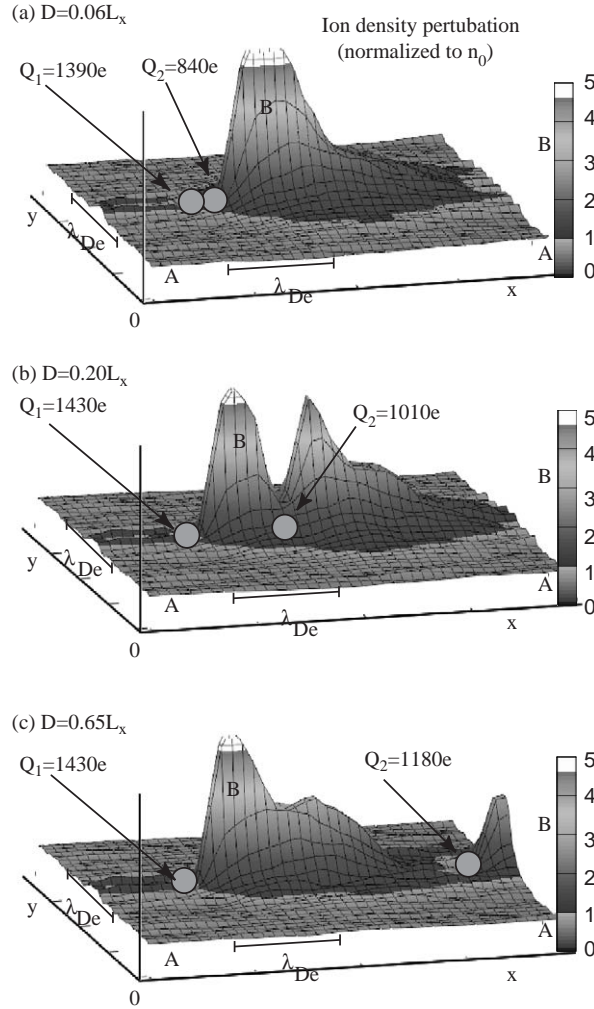 (a) D=0.06Lₓ
Ion density pertubation
(normalized to n₀)
Q₁=1390e
Q₂=840e
B
5
4
B
3
2
1
0
y
λDe
A
λDe
x
A
0
(b) D=0.20Lₓ
Q₁=1430e
Q₂=1010e
B
5
4
B
3
2
1
0
y
λDe
A
λDe
x
A
0
(c) D=0.65Lₓ
Q₁=1430e
Q₂=1180e
B
5
4
B
3
2
1
0
y
λDe
A
λDe
x
A
0